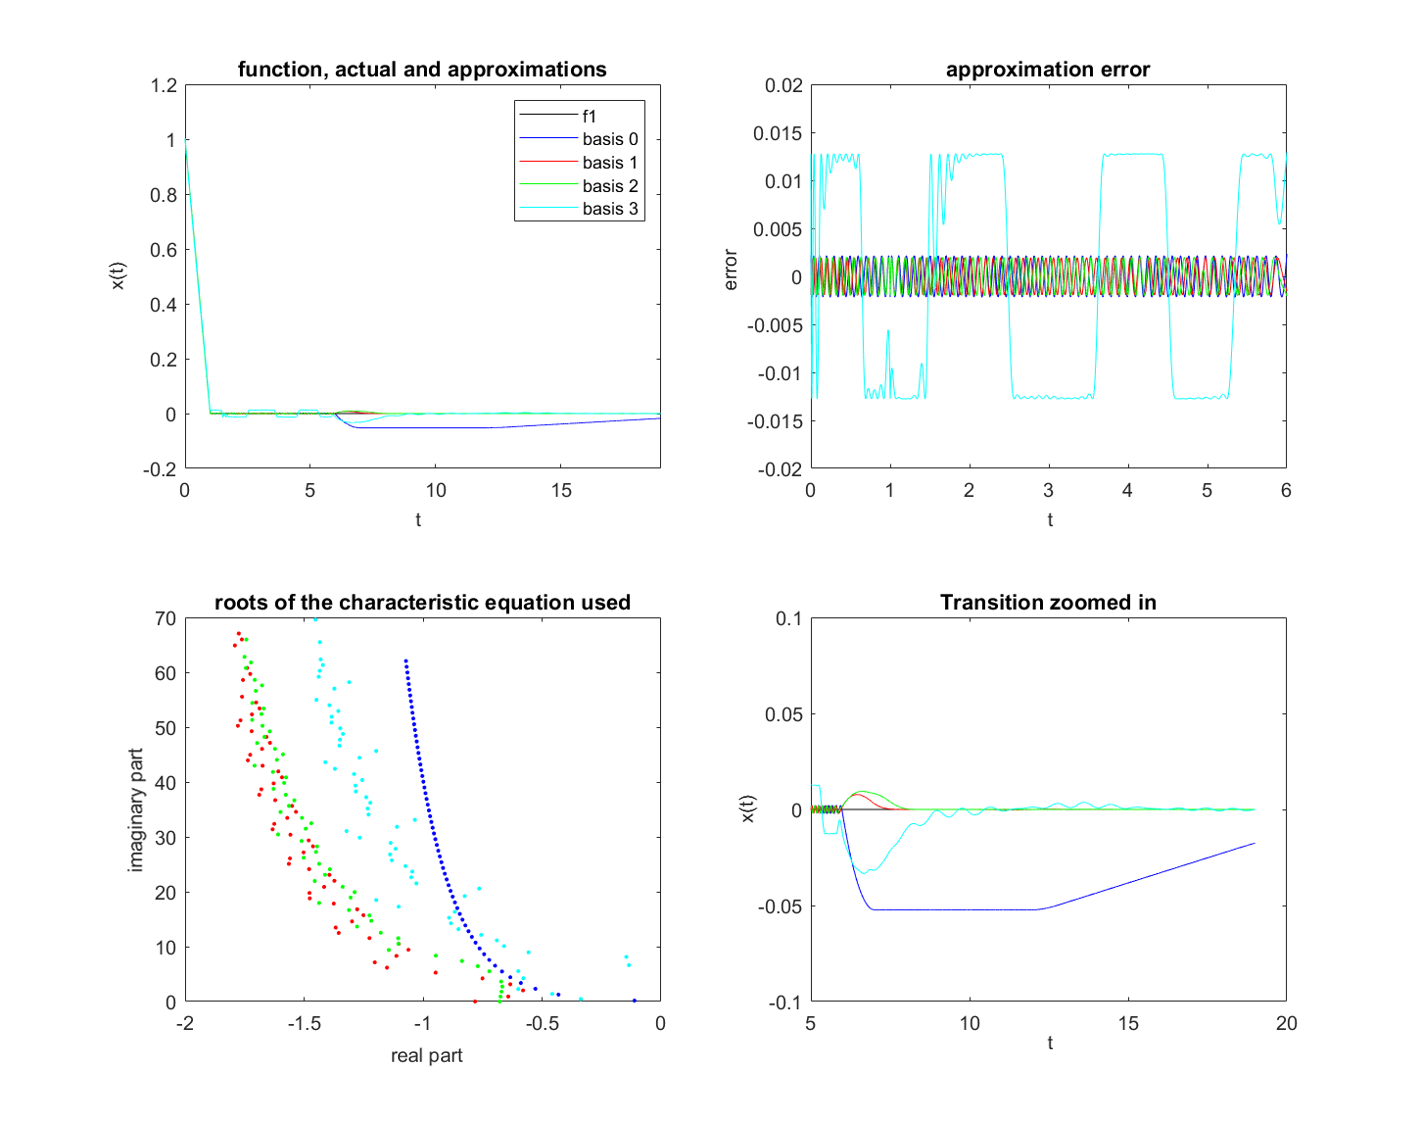 function, actual and approximations
1.2
1
0.8
0.6
0.4
0.2
0
-0.2
x(t)
0 5 10 15
t
f1
basis 0
basis 1
basis 2
basis 3
approximation error
0.02
0.015
0.01
0.005
0
-0.005
-0.01
-0.015
-0.02
error
0 1 2 3 4 5 6
t
roots of the characteristic equation used
70
60
50
40
30
20
10
0
imaginary part
-2 -1.5 -1 -0.5 0
real part
Transition zoomed in
0.1
0.05
0
-0.05
-0.1
x(t)
5 10 15 20
t